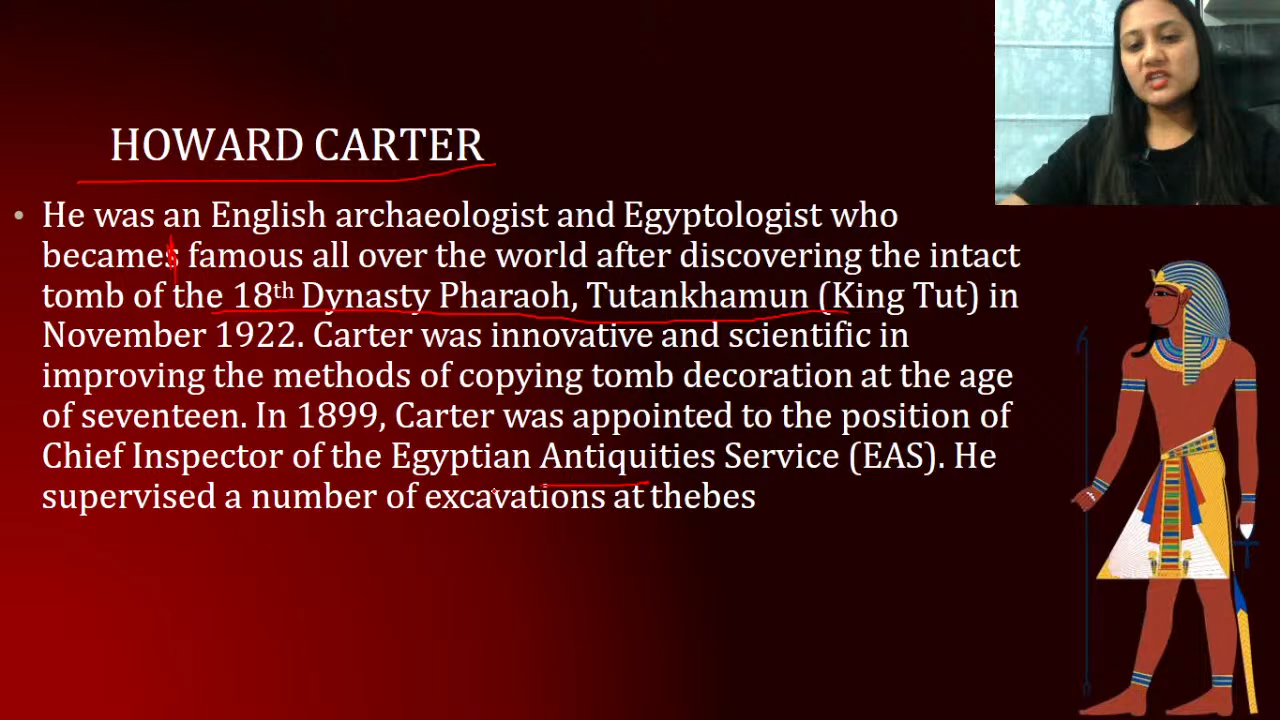 HOWARD CARTER
• He was an English archaeologist and Egyptologist who
becames famous all over the world after discovering the intact
tomb of the 18th Dynasty Pharaoh, Tutankhamun (King Tut) in
November 1922. Carter was innovative and scientific in
improving the methods of copying tomb decoration at the age
of seventeen. In 1899, Carter was appointed to the position of
Chief Inspector of the Egyptian Antiquities Service (EAS). He
supervised a number of excavations at thebes